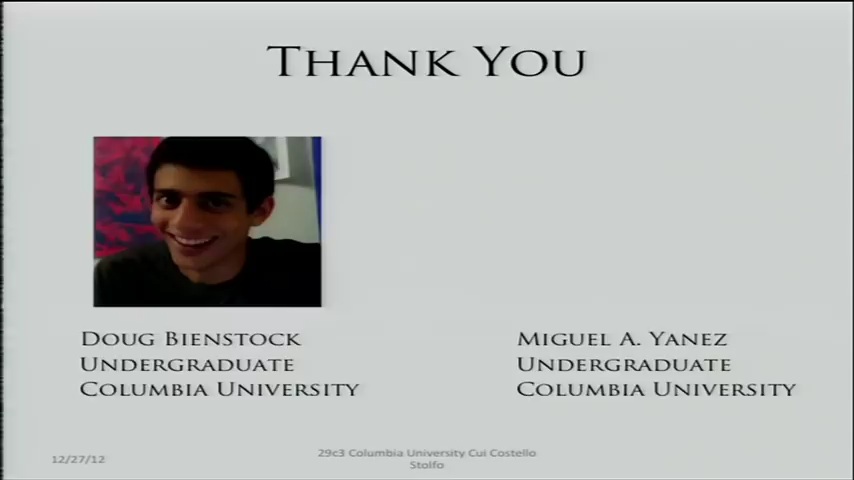 THANK YOU
DOUG BIENSTOCK
UNDERGRADUATE
COLUMBIA UNIVERSITY
MIGUEL A. YANEZ
UNDERGRADUATE
COLUMBIA UNIVERSITY
12/27/12
29c3 Columbia University Cui Costello
Stolfo